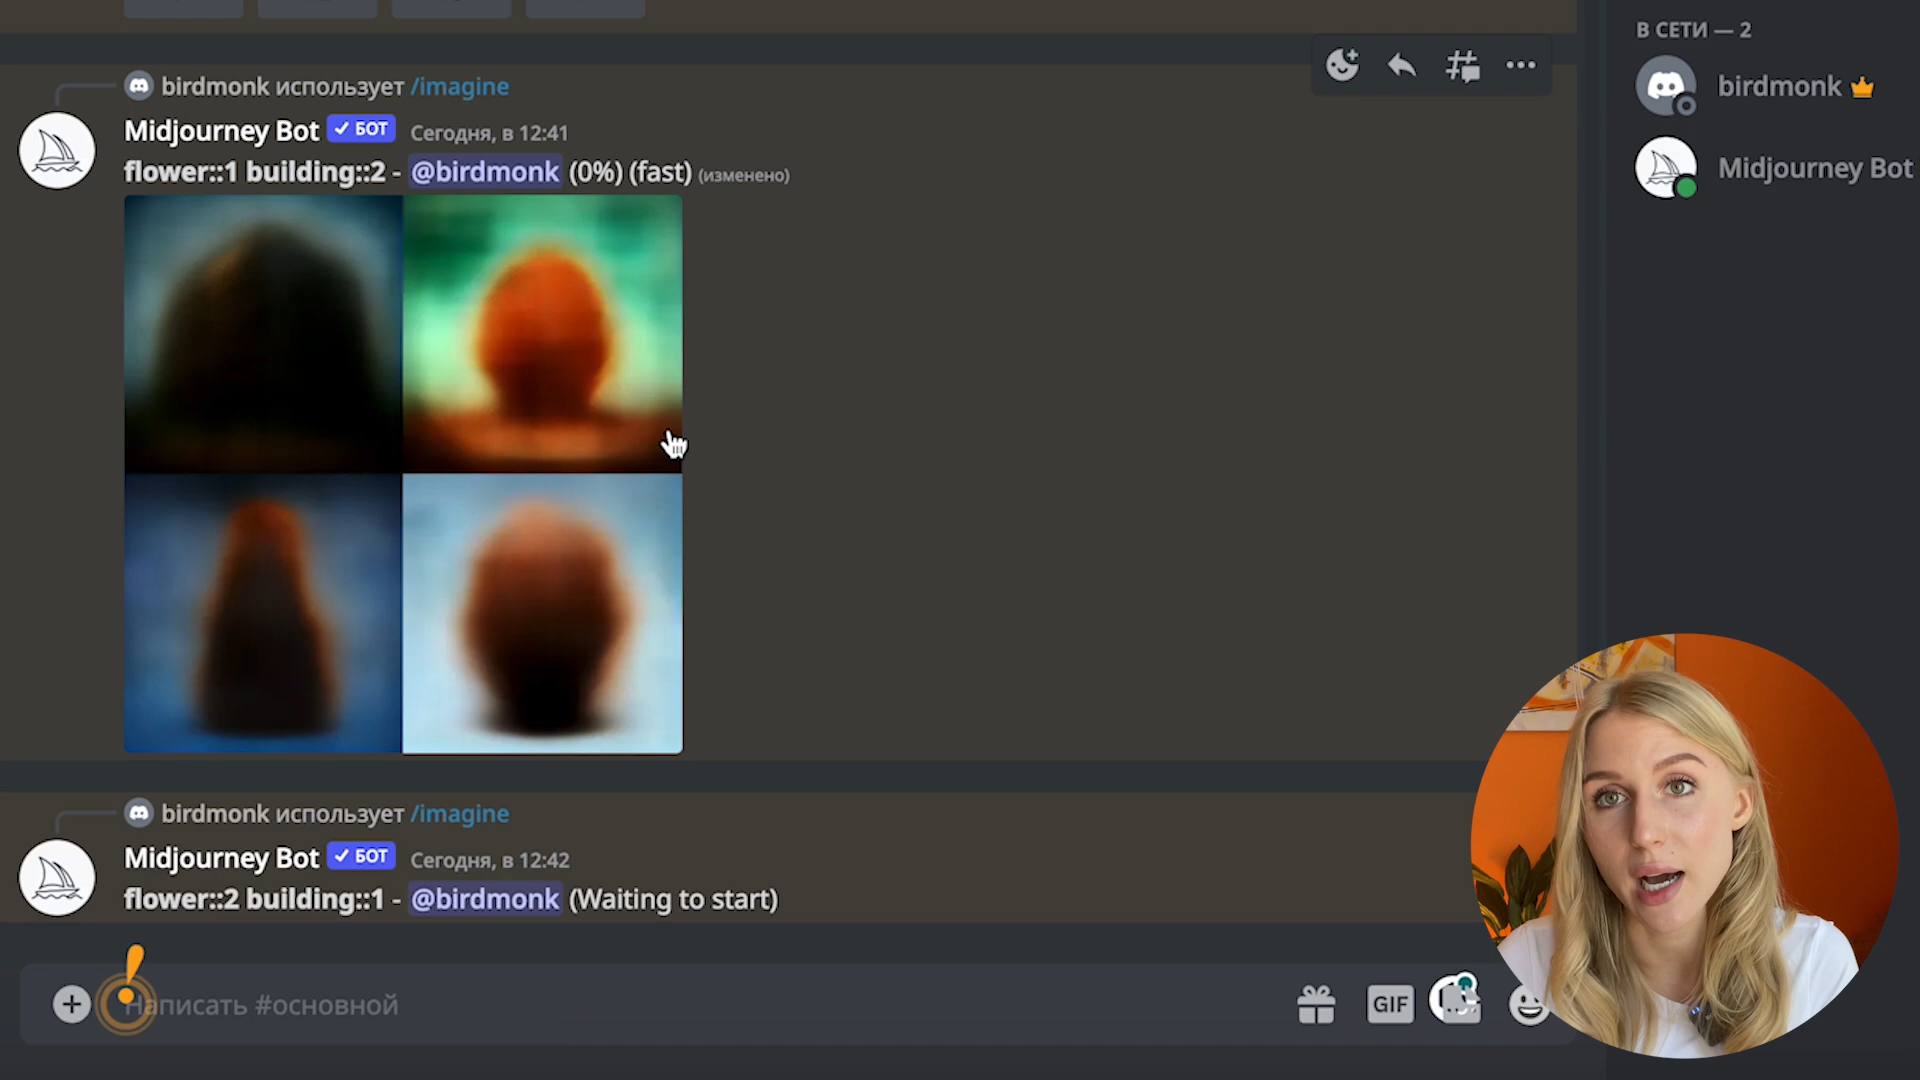 В СЕТИ — 2
birdmonk использует /imagine
birdmonk
Midjourney Bot ✓ БОТ Сегодня, в 12:41
flower::1 building::2 - @birdmonk (0%) (fast) (изменено)
Midjourney Bot
birdmonk использует /imagine
Midjourney Bot ✓ БОТ Сегодня, в 12:42
flower::2 building::1 - @birdmonk (Waiting to start)
Написать #основной
GIF